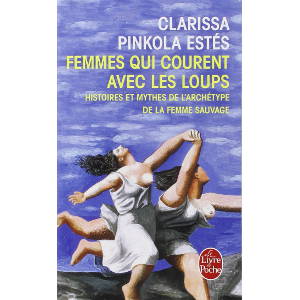 CLARISSA
PINKOLA ESTÉS
FEMMES QUI COURENT
AVEC LES LOUPS
HISTOIRES ET MYTHES DE L'ARCHÉTYPE
DE LA FEMME SAUVAGE
Le Livre
de Poche